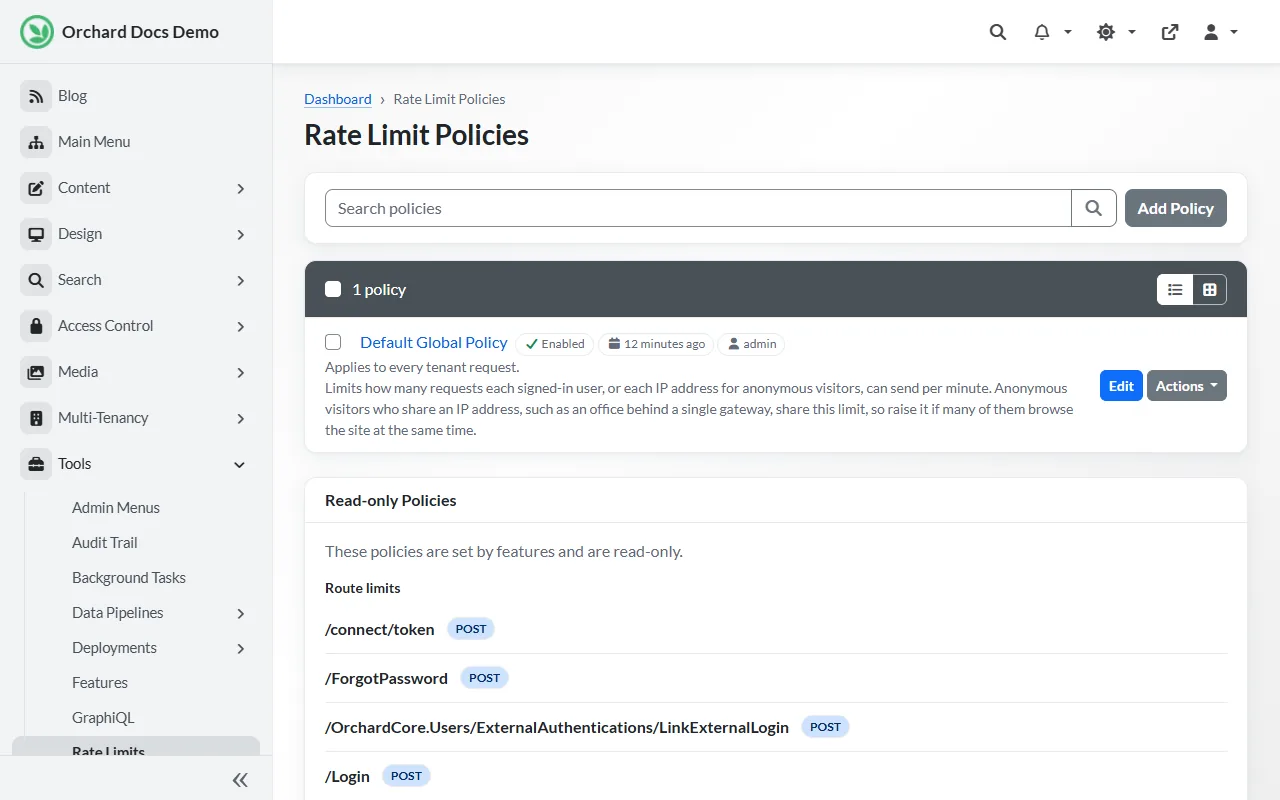 Orchard Docs Demo
Blog
Main Menu
Content
Design
Search
Access Control
Media
Multi-Tenancy
Tools
Admin Menus
Audit Trail
Background Tasks
Data Pipelines
Deployments
Features
GraphiQL
Rate Limits
Dashboard › Rate Limit Policies
Rate Limit Policies
Search policies
Add Policy
1 policy
Default Global Policy Enabled 12 minutes ago admin
Applies to every tenant request.
Limits how many requests each signed-in user, or each IP address for anonymous visitors, can send per minute. Anonymous
visitors who share an IP address, such as an office behind a single gateway, share this limit, so raise it if many of them browse
the site at the same time.
Edit
Actions
Read-only Policies
These policies are set by features and are read-only.
Route limits
/connect/token POST
/ForgotPassword POST
/OrchardCore.Users/ExternalAuthentications/LinkExternalLogin POST
/Login POST